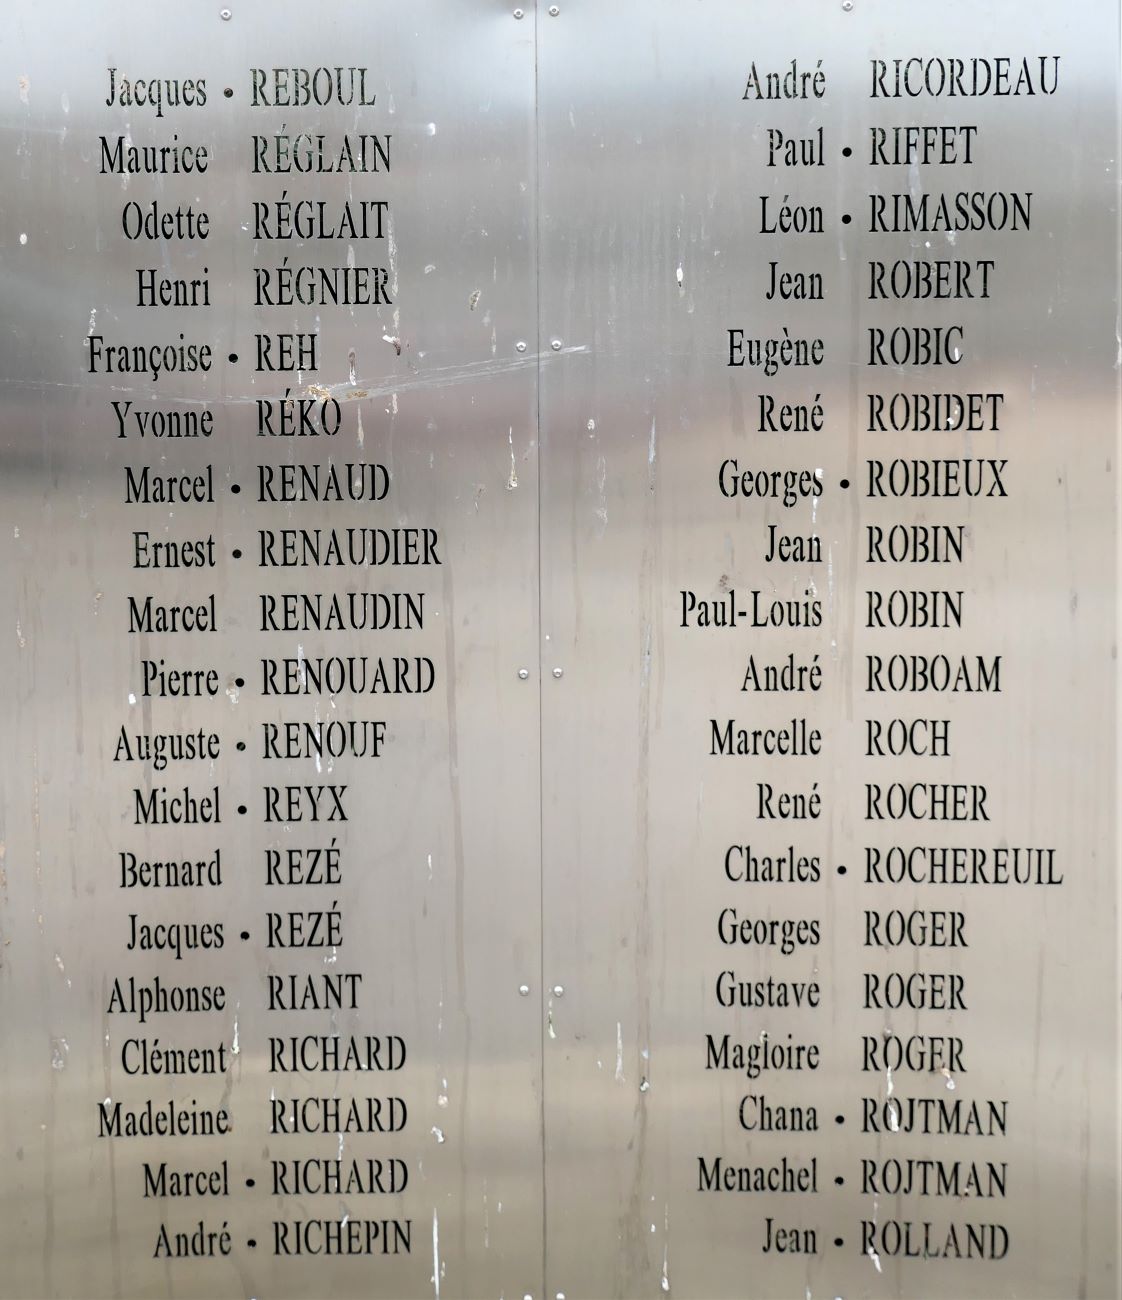 Jacques • REBOUL
Maurice RÉGLAIN
Odette RÉGLAIT
Henri RÉGNIER
Françoise • REH
Yvonne RÉKO
Marcel • RENAUD
Ernest • RENAUDIER
Marcel RENAUDIN
Pierre • RENOUARD
Auguste • RENOUF
Michel • REYX
Bernard REZÉ
Jacques • REZÉ
Alphonse RIANT
Clément RICHARD
Madeleine RICHARD
Marcel • RICHARD
André • RICHEPIN
André RICORDEAU
Paul • RIFFET
Léon • RIMASSON
Jean ROBERT
Eugène ROBIC
René ROBIDET
Georges • ROBIEUX
Jean ROBIN
Paul-Louis ROBIN
André ROBOAM
Marcelle ROCH
René ROCHER
Charles • ROCHEREUIL
Georges ROGER
Gustave ROGER
Magloire ROGER
Chana • ROJTMAN
Menachel • ROJTMAN
Jean • ROLLAND